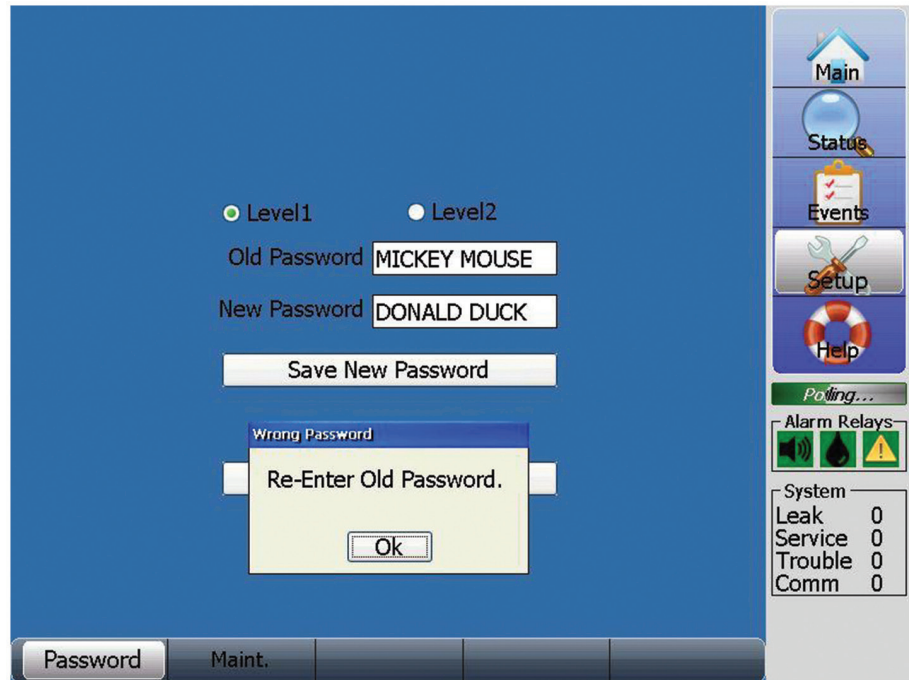 Level1 Level2
Old Password MICKEY MOUSE
New Password DONALD DUCK
Save New Password
Wrong Password
Re-Enter Old Password.
Ok
Password Maint.
Main
Status
Events
Setup
Help
Polling...
Alarm Relays
System
Leak 0
Service 0
Trouble 0
Comm 0